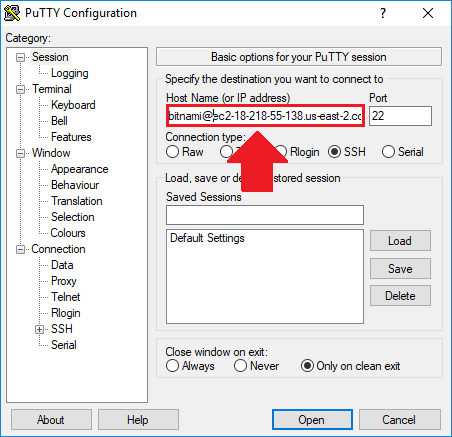 PuTTY Configuration
?
Category:
Session
Logging
Terminal
Keyboard
Bell
Features
Window
Appearance
Behaviour
Translation
Selection
Colours
Connection
Data
Proxy
Telnet
Rlogin
SSH
Serial
Basic options for your PuTTY session
Specify the destination you want to connect to
Host Name (or IP address) Port
bitnami@ec2-18-218-55-138.us-east-2.cc 22
Connection type:
Raw Rlogin SSH Serial
Load, save or de stored session
Saved Sessions
Default Settings
Load
Save
Delete
Close window on exit:
Always Never Only on clean exit
About Help Open Cancel